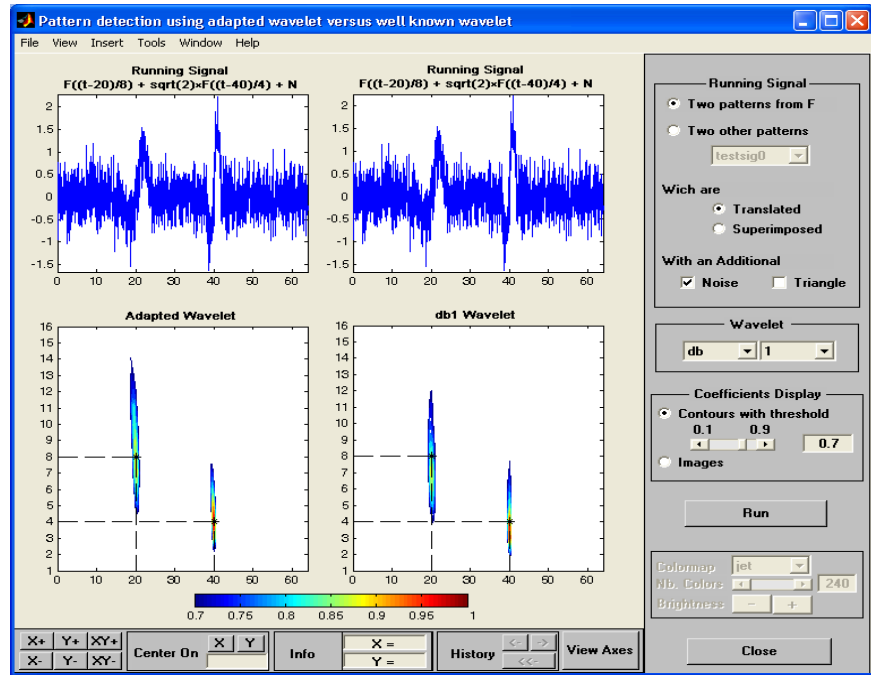 Pattern detection using adapted wavelet versus well known wavelet
File View Insert Tools Window Help
Running Signal
F((t-20)/8) + sqrt(2)×F((t-40)/4) + N
2
1.5
1
0.5
0
-0.5
-1
-1.5
0 10 20 30 40 50 60
Running Signal
F((t-20)/8) + sqrt(2)×F((t-40)/4) + N
2
1.5
1
0.5
0
-0.5
-1
-1.5
0 10 20 30 40 50 60
Adapted Wavelet
16
15
14
13
12
11
10
9
8
7
6
5
4
3
2
1
0 10 20 30 40 50 60
db1 Wavelet
16
15
14
13
12
11
10
9
8
7
6
5
4
3
2
1
0 10 20 30 40 50 60
0.7 0.75 0.8 0.85 0.9 0.95 1
Running Signal
Two patterns from F
Two other patterns
testsig0
Wich are
Translated
Superimposed
With an Additional
Noise Triangle
Wavelet
db 1
Coefficients Display
Contours with threshold
0.1 0.9
0.7
Images
Run
Colormap jet
Nb. Colors 240
Brightness - +
Close
X+ Y+ XY+
X- Y- XY-
Center On X Y
Info X =
Y =
History <- ->
<<-
View Axes